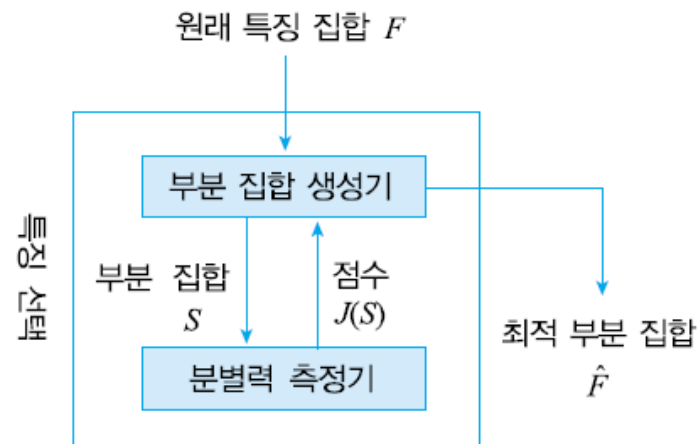 원래 특징 집합 F
부분 집합 생성기
특징 선택
부분 집합
S
점수
J(S)
분별력 측정기
최적 부분 집합
F̂